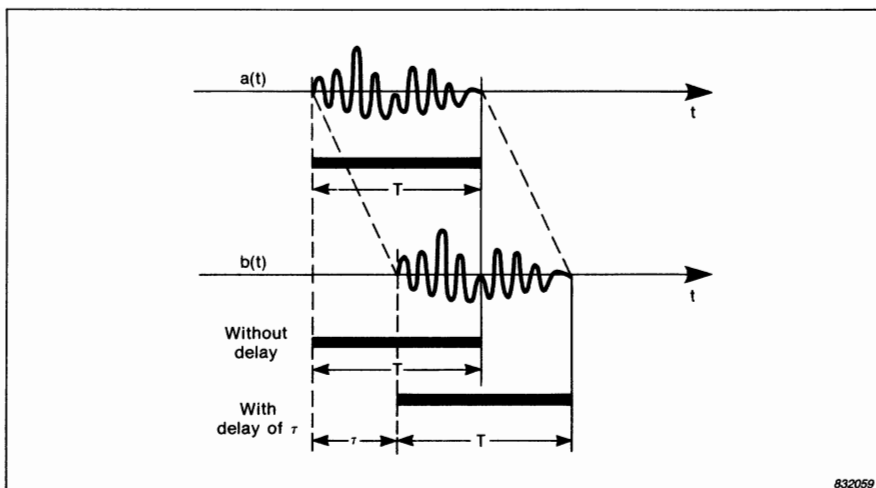 a(t)
t
T
b(t)
t
Without
delay
T
With
delay of τ
τ
T
832059